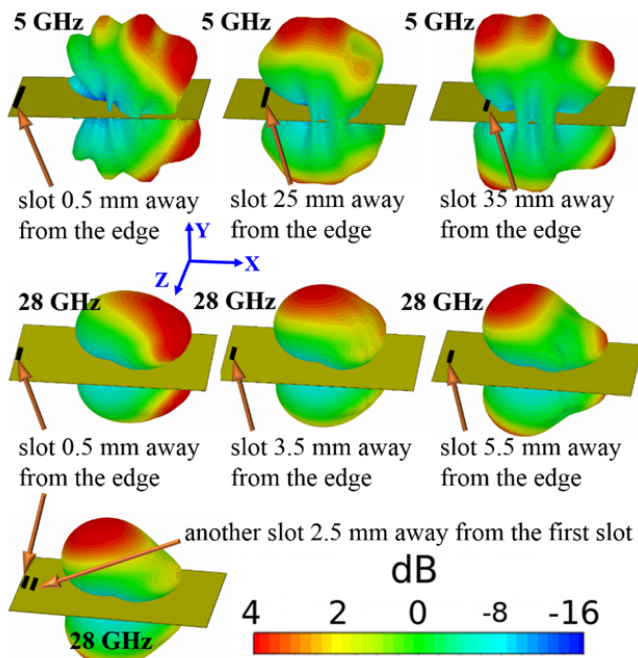 5 GHz
5 GHz
5 GHz
slot 0.5 mm away
from the edge
slot 25 mm away
from the edge
slot 35 mm away
from the edge
Y
X
Z
28 GHz
28 GHz
28 GHz
slot 0.5 mm away
from the edge
slot 3.5 mm away
from the edge
slot 5.5 mm away
from the edge
another slot 2.5 mm away from the first slot
28 GHz
dB
4 2 0 -8 -16